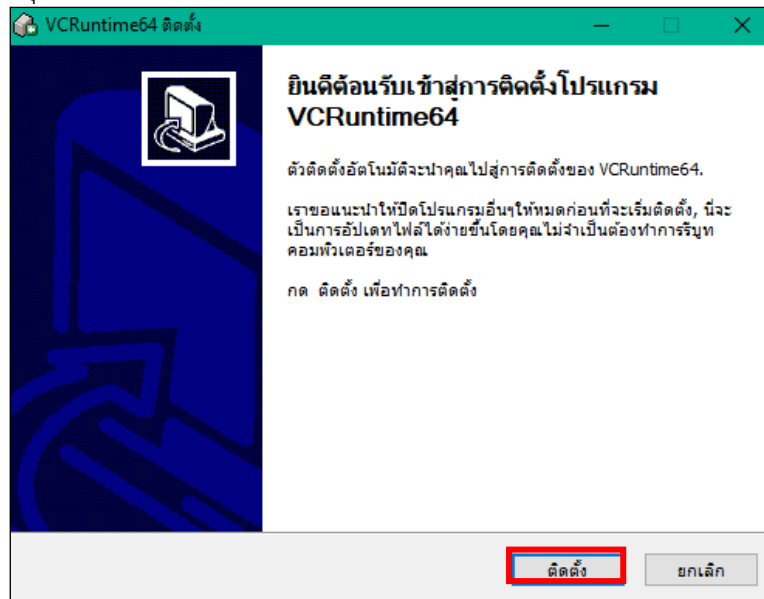 VCRuntime64 ติดตั้ง
ยินดีต้อนรับเข้าสู่การติดตั้งโปรแกรม
VCRuntime64
ตัวติดตั้งอัตโนมัติจะนำคุณไปสู่การติดตั้งของ VCRuntime64.
เราขอแนะนำให้ปิดโปรแกรมอื่นๆให้หมดก่อนที่จะเริ่มติดตั้ง, นี่จะ
เป็นการอัปเดทไฟล์ได้ง่ายขึ้นโดยคุณไม่จำเป็นต้องทำการรีบูท
คอมพิวเตอร์ของคุณ
กด ติดตั้ง เพื่อทำการติดตั้ง
ติดตั้ง
ยกเลิก